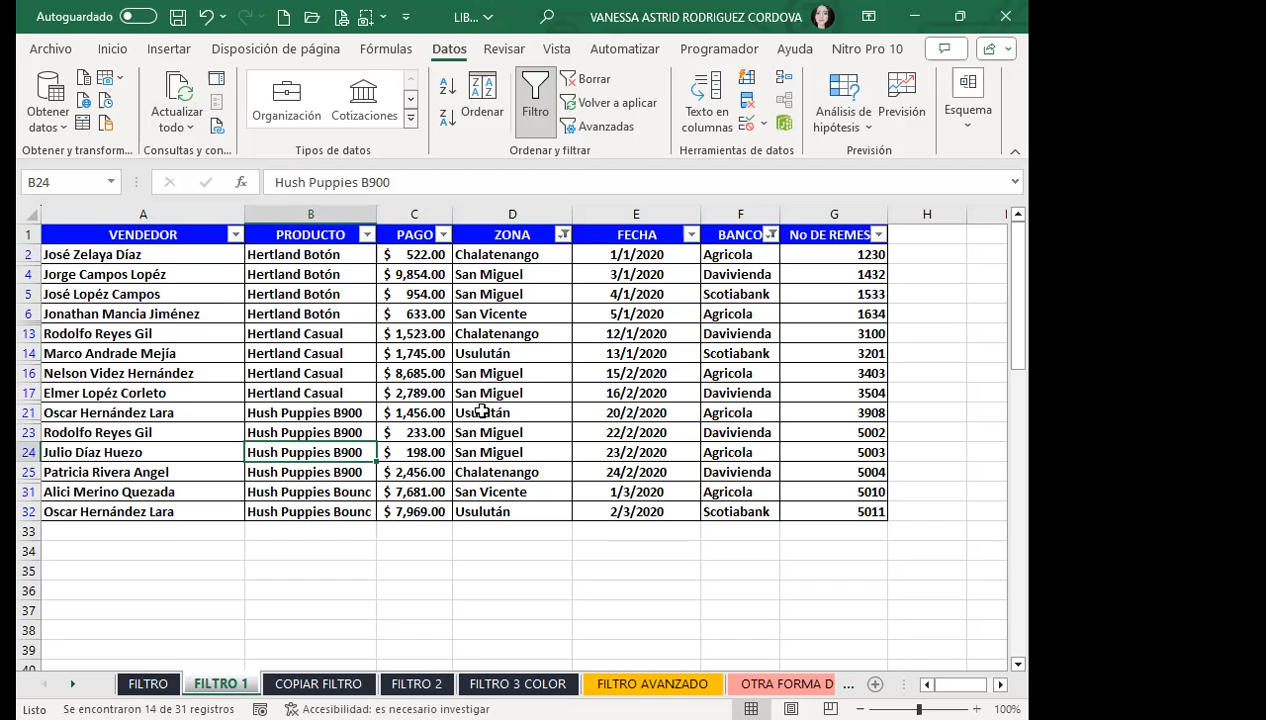 Autoguardado LIB... VANESSA ASTRID RODRIGUEZ CORDOVA
Archivo Inicio Insertar Disposición de página Fórmulas Datos Revisar Vista Automatizar Programador Ayuda Nitro Pro 10
Obtener datos Actualizar todo Organización Cotizaciones Ordenar Filtro Borrar Volver a aplicar Avanzadas Texto en columnas Análisis de hipótesis Previsión Esquema
Obtener y transform... Consultas y con... Tipos de datos Ordenar y filtrar Herramientas de datos Previsión
B24 fx Hush Puppies B900
A B C D E F G H I
1 VENDEDOR PRODUCTO PAGO ZONA FECHA BANCO No DE REMES
2 José Zelaya Díaz Hertland Botón $ 522.00 Chalatenango 1/1/2020 Agricola 1230
4 Jorge Campos Lopéz Hertland Botón $ 9,854.00 San Miguel 3/1/2020 Davivienda 1432
5 José Lopéz Campos Hertland Botón $ 954.00 San Miguel 4/1/2020 Scotiabank 1533
6 Jonathan Mancia Jiménez Hertland Botón $ 633.00 San Vicente 5/1/2020 Agricola 1634
13 Rodolfo Reyes Gil Hertland Casual $ 1,523.00 Chalatenango 12/1/2020 Davivienda 3100
14 Marco Andrade Mejía Hertland Casual $ 1,745.00 Usulután 13/1/2020 Scotiabank 3201
16 Nelson Videz Hernández Hertland Casual $ 8,685.00 San Miguel 15/2/2020 Agricola 3403
17 Elmer Lopéz Corleto Hertland Casual $ 2,789.00 San Miguel 16/2/2020 Davivienda 3504
21 Oscar Hernández Lara Hush Puppies B900 $ 1,456.00 Usulután 20/2/2020 Agricola 3908
23 Rodolfo Reyes Gil Hush Puppies B900 $ 233.00 San Miguel 22/2/2020 Davivienda 5002
24 Julio Díaz Huezo Hush Puppies B900 $ 198.00 San Miguel 23/2/2020 Agricola 5003
25 Patricia Rivera Angel Hush Puppies B900 $ 2,456.00 Chalatenango 24/2/2020 Davivienda 5004
31 Alici Merino Quezada Hush Puppies Bounc $ 7,681.00 San Vicente 1/3/2020 Agricola 5010
32 Oscar Hernández Lara Hush Puppies Bounc $ 7,969.00 Usulután 2/3/2020 Scotiabank 5011
33
34
35
36
37
38
39
40
FILTRO FILTRO 1 COPIAR FILTRO FILTRO 2 FILTRO 3 COLOR FILTRO AVANZADO OTRA FORMA D ...
Listo Se encontraron 14 de 31 registros Accesibilidad: es necesario investigar 100%